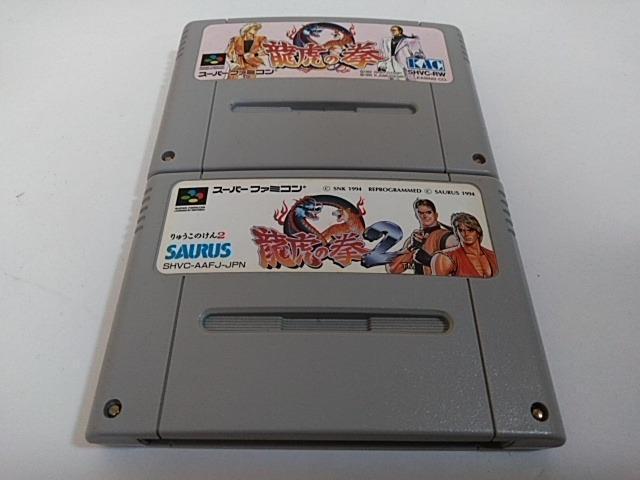 龍虎の拳
スーパーファミコン
KAC
SHVC-RW
スーパーファミコン
© SNK 1994 REPROGRAMMED © SAURUS 1994
りゅうこのけん2
龍虎の拳2
TM
SAURUS
SHVC-AAFJ-JPN